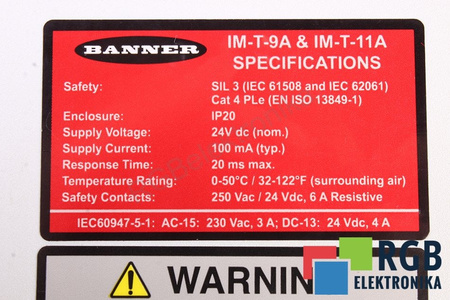 BANNER
IM-T-9A & IM-T-11A
SPECIFICATIONS
Safety: SIL 3 (IEC 61508 and IEC 62061)
Cat 4 PLe (EN ISO 13849-1)
Enclosure: IP20
Supply Voltage: 24V dc (nom.)
Supply Current: 100 mA (typ.)
Response Time: 20 ms max.
Temperature Rating: 0-50°C / 32-122°F (surrounding air)
Safety Contacts: 250 Vac / 24 Vdc, 6 A Resistive
IEC60947-5-1: AC-15: 230 Vac, 3 A; DC-13: 24 Vdc, 4 A
WARNIN
RGB
ELEKTRONIKA